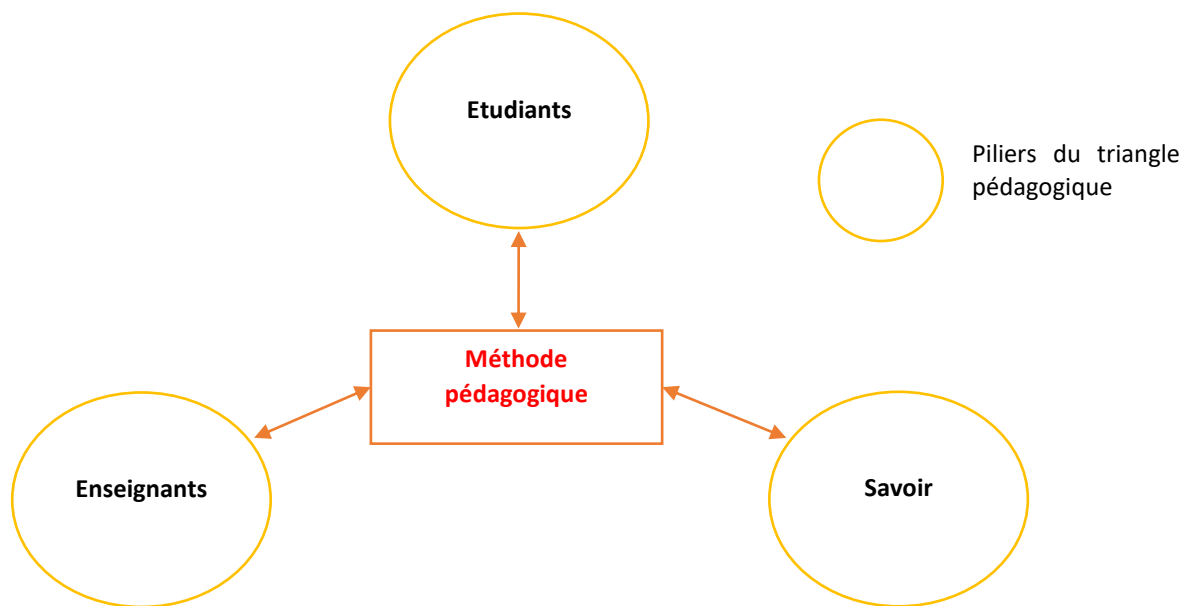 Etudiants
Piliers du triangle
pédagogique
Méthode
pédagogique
Enseignants
Savoir